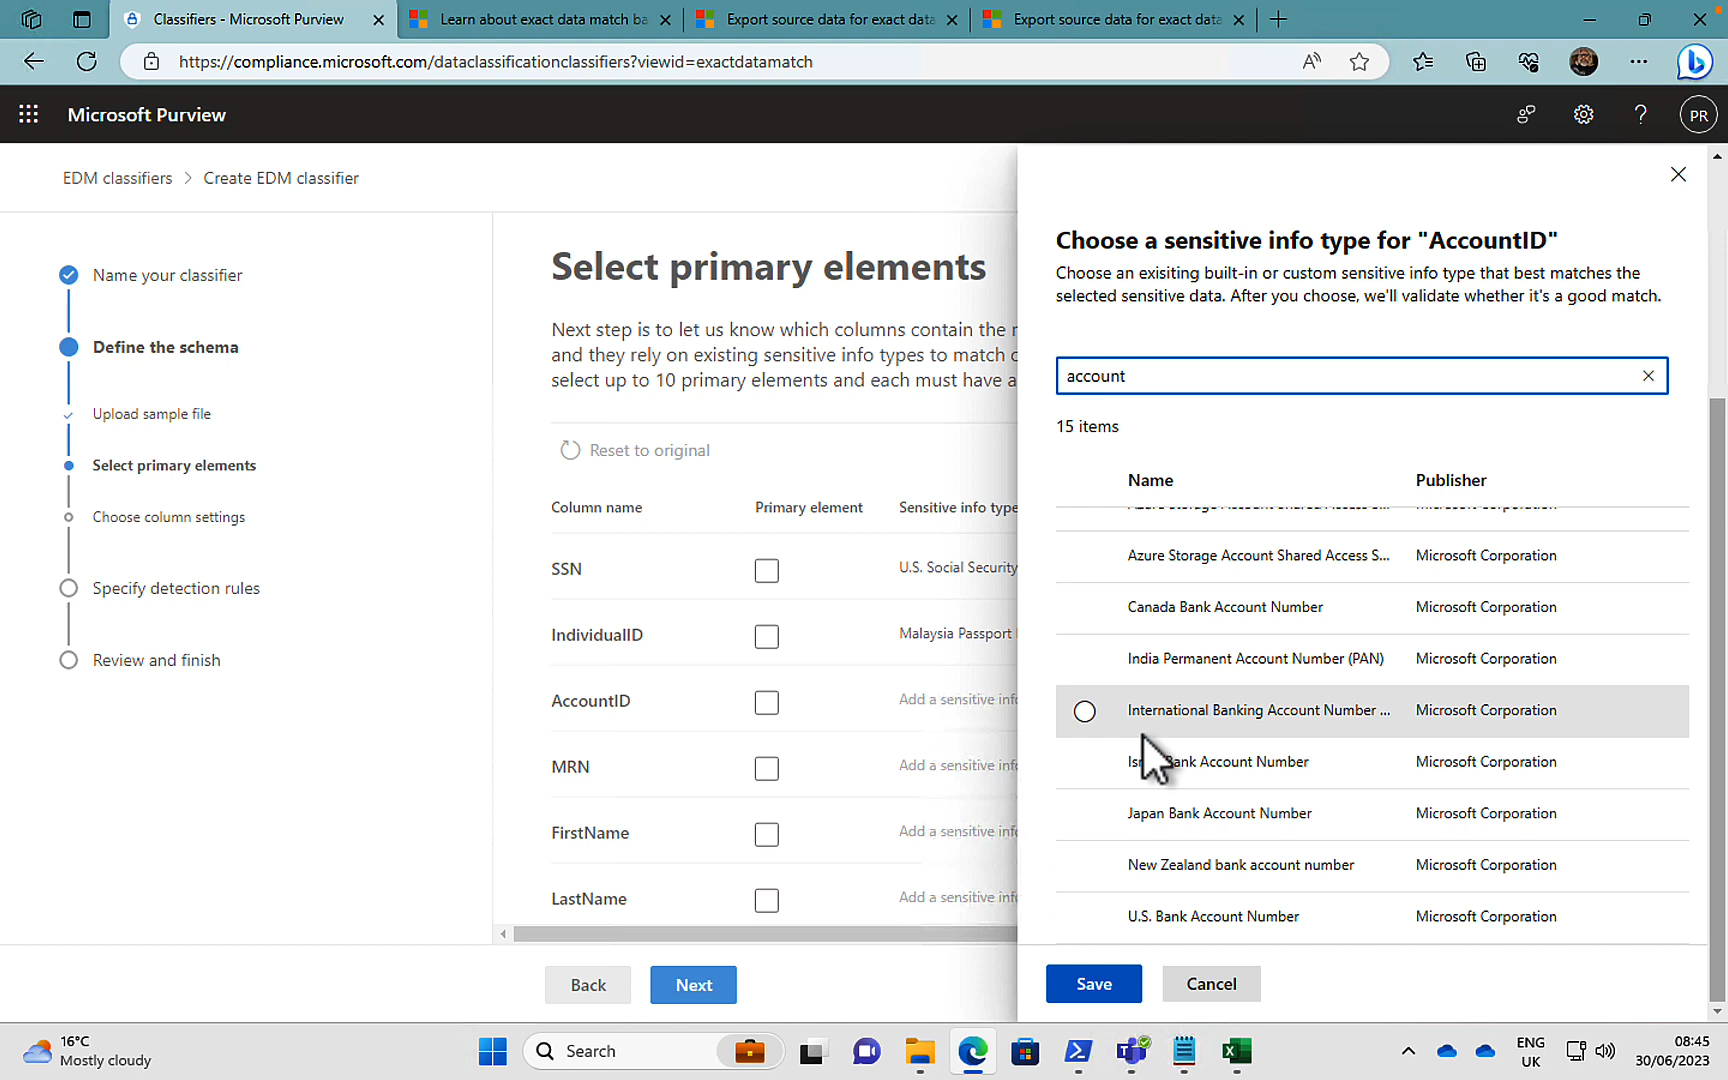 Classifiers - Microsoft Purview
Learn about exact data match ba
Export source data for exact data
Export source data for exact data
https://compliance.microsoft.com/dataclassificationclassifiers?viewid=exactdatamatch
Microsoft Purview
PR
EDM classifiers > Create EDM classifier
Name your classifier
Define the schema
Upload sample file
Select primary elements
Choose column settings
Specify detection rules
Review and finish
Select primary elements
Next step is to let us know which columns contain the
and they rely on existing sensitive info types to match
select up to 10 primary elements and each must have a
Reset to original
Column name Primary element Sensitive info type
SSN U.S. Social Security
IndividualID Malaysia Passport
AccountID Add a sensitive info
MRN Add a sensitive info
FirstName Add a sensitive info
LastName Add a sensitive info
Back Next
Choose a sensitive info type for "AccountID"
Choose an exisiting built-in or custom sensitive info type that best matches the
selected sensitive data. After you choose, we'll validate whether it's a good match.
account
15 items
Name Publisher
Azure Storage Account Shared Access S... Microsoft Corporation
Azure Storage Account Shared Access S... Microsoft Corporation
Canada Bank Account Number Microsoft Corporation
India Permanent Account Number (PAN) Microsoft Corporation
International Banking Account Number ... Microsoft Corporation
Bank Account Number Microsoft Corporation
Japan Bank Account Number Microsoft Corporation
New Zealand bank account number Microsoft Corporation
U.S. Bank Account Number Microsoft Corporation
Save Cancel
16°C
Mostly cloudy
Search
ENG
UK
08:45
30/06/2023